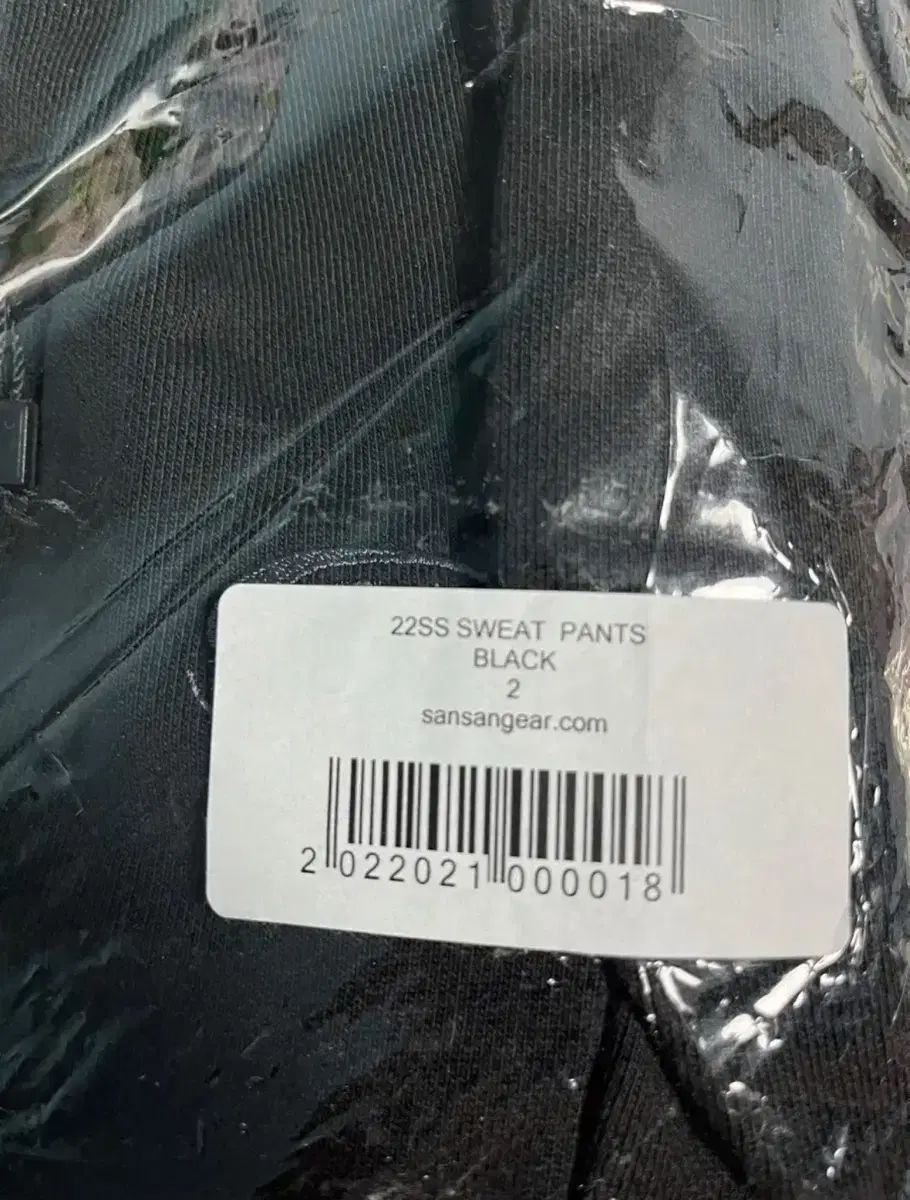 22SS SWEAT PANTS
BLACK
2
sansangear.com
2 022021 000018